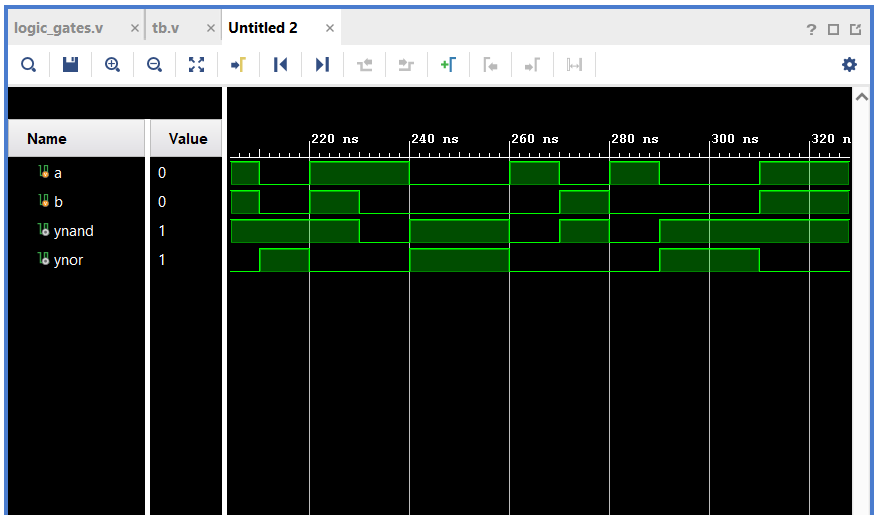 logic_gates.v × tb.v × Untitled 2 ×
?
Name Value 220 ns 240 ns 260 ns 280 ns 300 ns 320 n
a 0
b 0
ynand 1
ynor 1